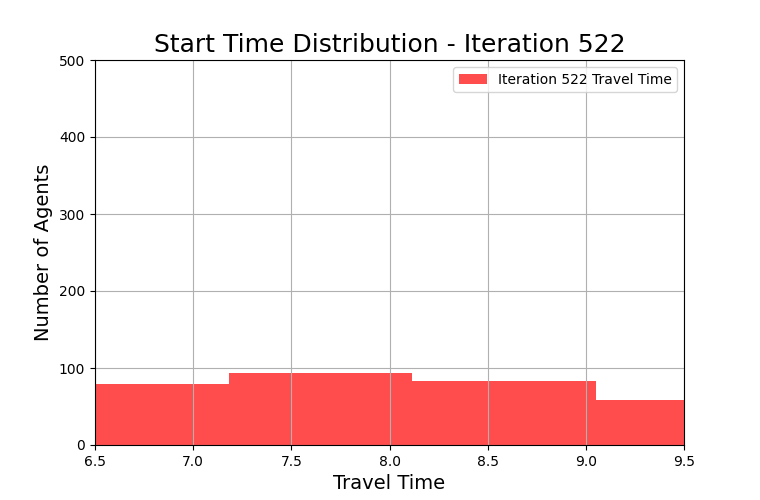 Start Time Distribution - Iteration 522
Iteration 522 Travel Time
500
400
300
200
100
0
Number of Agents
6.5 7.0 7.5 8.0 8.5 9.0 9.5
Travel Time